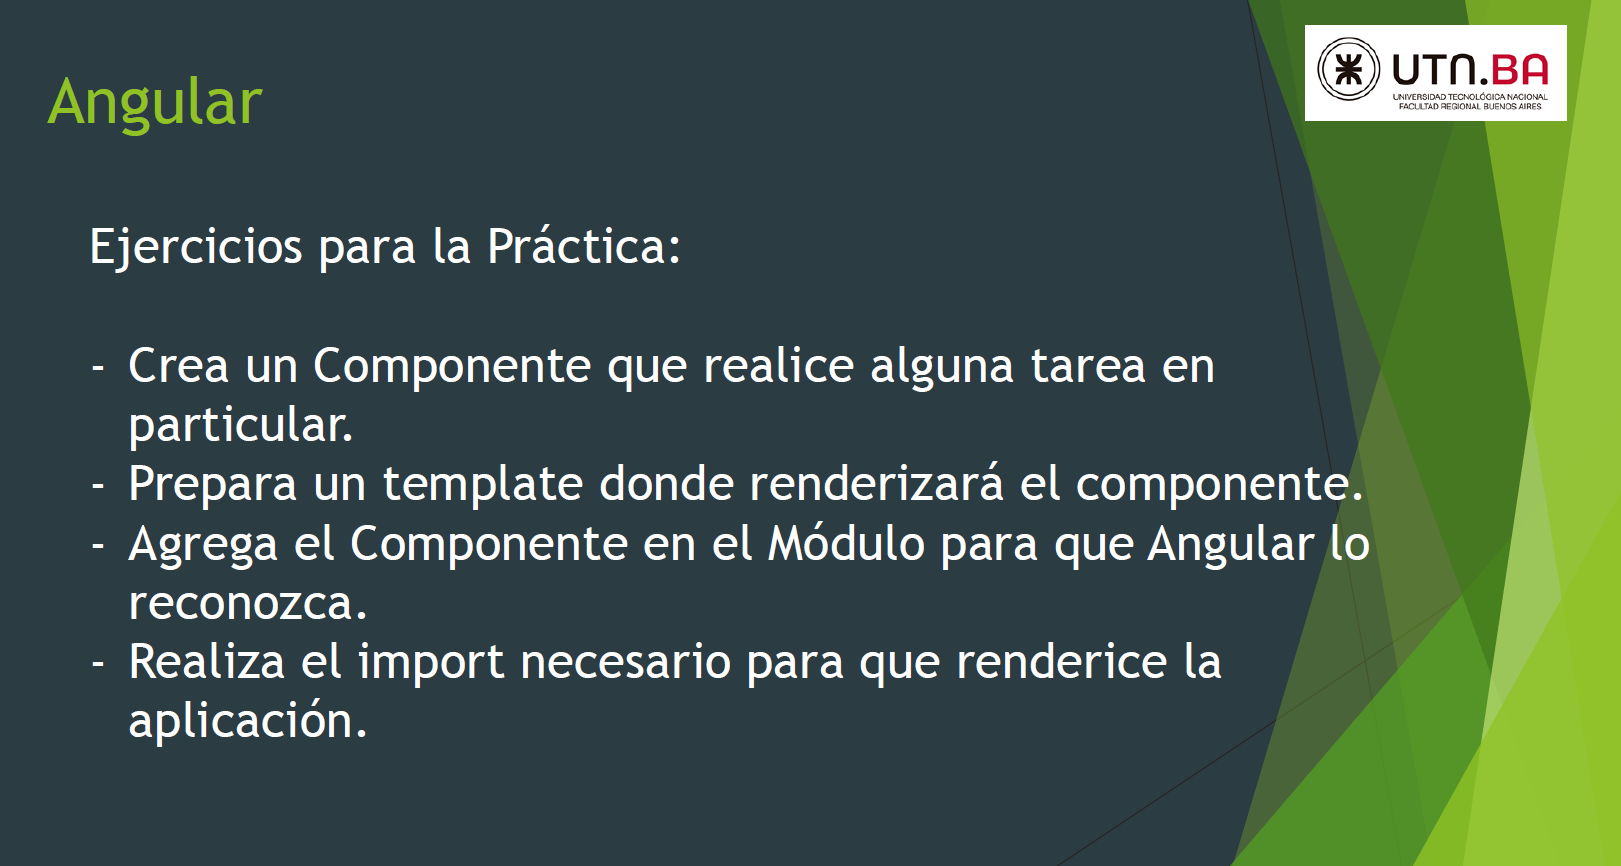 UTN.BA
UNIVERSIDAD TECNOLÓGICA NACIONAL
FACULTAD REGIONAL BUENOS AIRES
Angular
Ejercicios para la Práctica:
- Crea un Componente que realice alguna tarea en
particular.
- Prepara un template donde renderizará el componente.
- Agrega el Componente en el Módulo para que Angular lo
reconozca.
- Realiza el import necesario para que renderice la
aplicación.